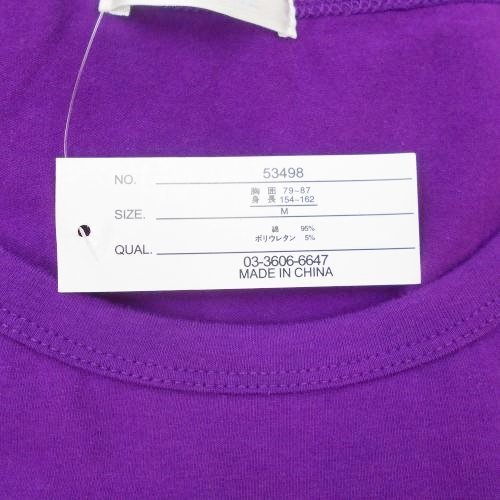 NO. 53498
胸 囲 79~87
身 長 154~162
SIZE. M
綿 95%
ポリウレタン 5%
QUAL.
03-3606-6647
MADE IN CHINA